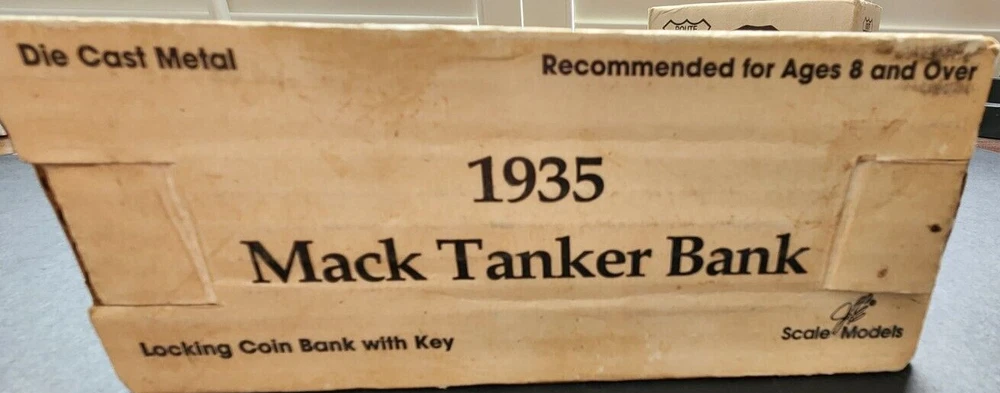 ROUTE
Die Cast Metal
Recommended for Ages 8 and Over
1935
Mack Tanker Bank
Locking Coin Bank with Key
Scale Models